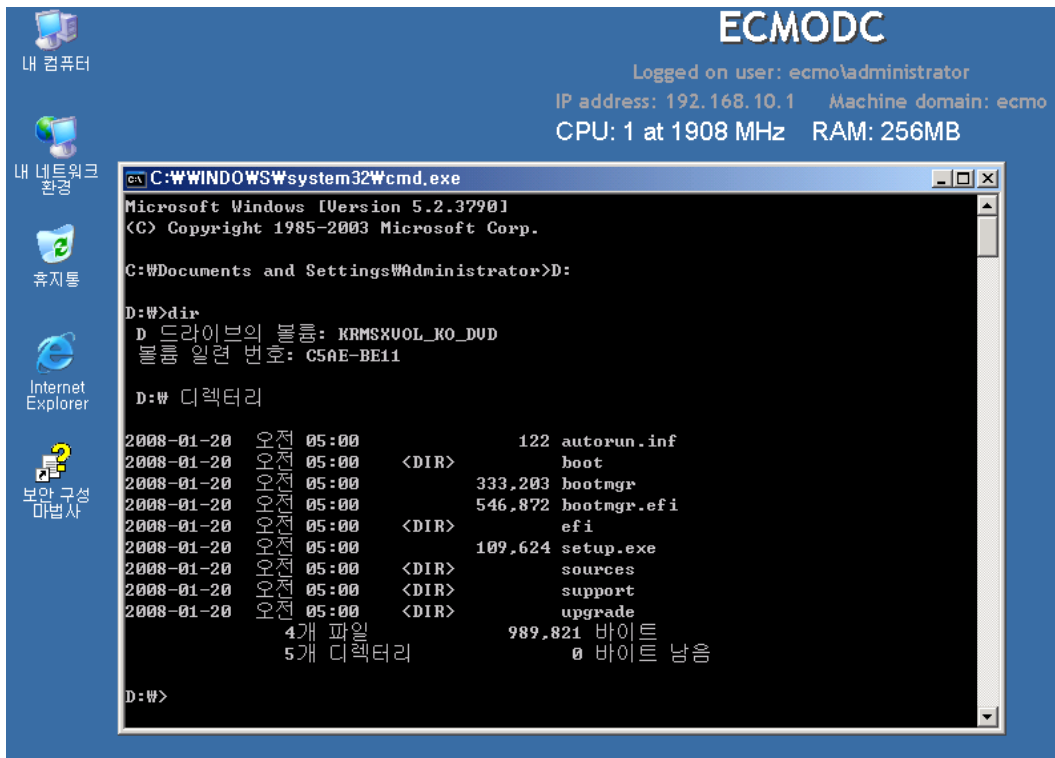 내 컴퓨터
ECMODC
Logged on user: ecmo\administrator
IP address: 192.168.10.1 Machine domain: ecmo
CPU: 1 at 1908 MHz RAM: 256MB
내 네트워크
환경
휴지통
Internet
Explorer
보안 구성
마법사
C:₩WINDOWS₩system32₩cmd.exe
Microsoft Windows [Version 5.2.3790]
(C) Copyright 1985-2003 Microsoft Corp.
C:₩Documents and Settings₩Administrator>D:
D:₩>dir
D 드라이브의 볼륨: KRMSXVOL_KO_DVD
볼륨 일련 번호: C5AE-BE11
D:₩ 디렉터리
2008-01-20 오전 05:00 122 autorun.inf
2008-01-20 오전 05:00 <DIR> boot
2008-01-20 오전 05:00 333,203 bootmgr
2008-01-20 오전 05:00 546,872 bootmgr.efi
2008-01-20 오전 05:00 <DIR> efi
2008-01-20 오전 05:00 109,624 setup.exe
2008-01-20 오전 05:00 <DIR> sources
2008-01-20 오전 05:00 <DIR> support
2008-01-20 오전 05:00 <DIR> upgrade
4개 파일 989,821 바이트
5개 디렉터리 0 바이트 남음
D:₩>